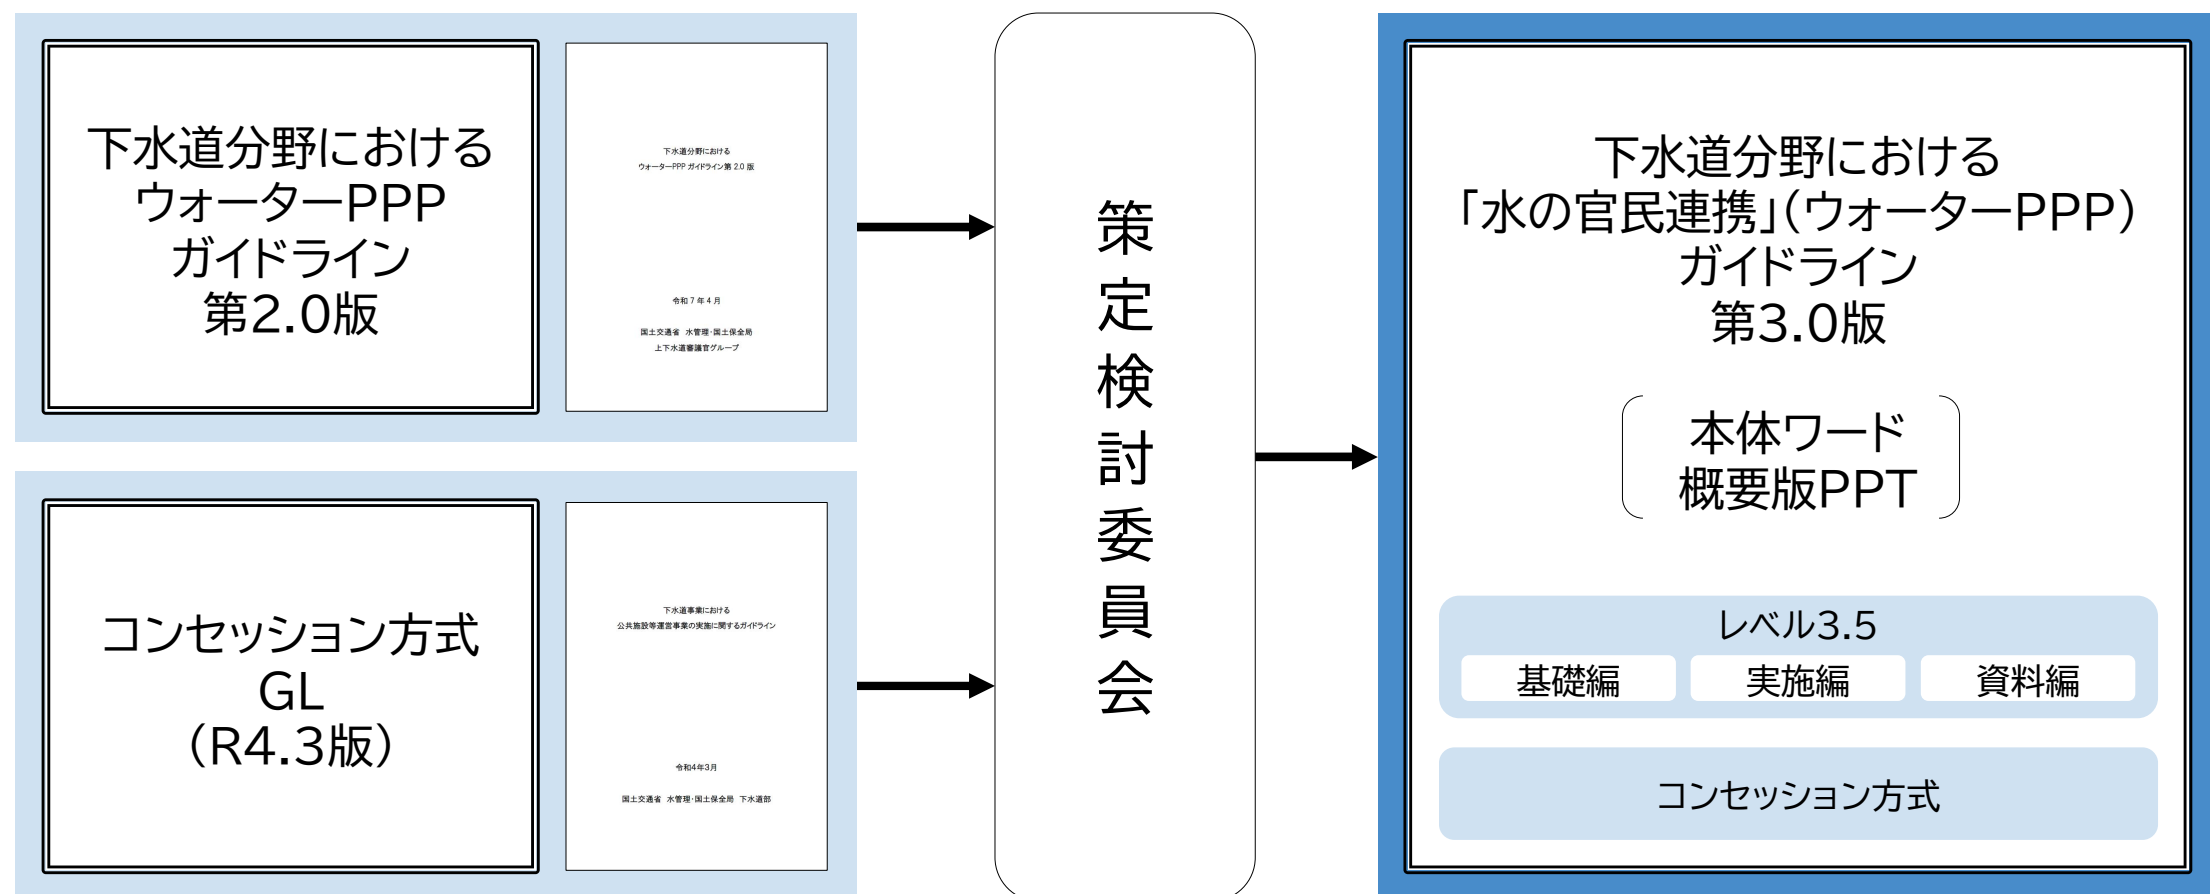 下水道分野における
ウォーターPPP
ガイドライン
第2.0版
下水道分野における
ウォーターPPP ガイドライン第 2.0 版
令和 7 年 4 月
国土交通省 水管理・国土保全局
上下水道審議官グループ
コンセッション方式
GL
（R4.3版）
下水道事業における
公共施設等運営事業の実施に関するガイドライン
令和4年3月
国土交通省 水管理・国土保全局 下水道部
策定検討委員会
下水道分野における
「水の官民連携」（ウォーターPPP）
ガイドライン
第3.0版
本体ワード
概要版PPT
レベル3.5
基礎編 実施編 資料編
コンセッション方式